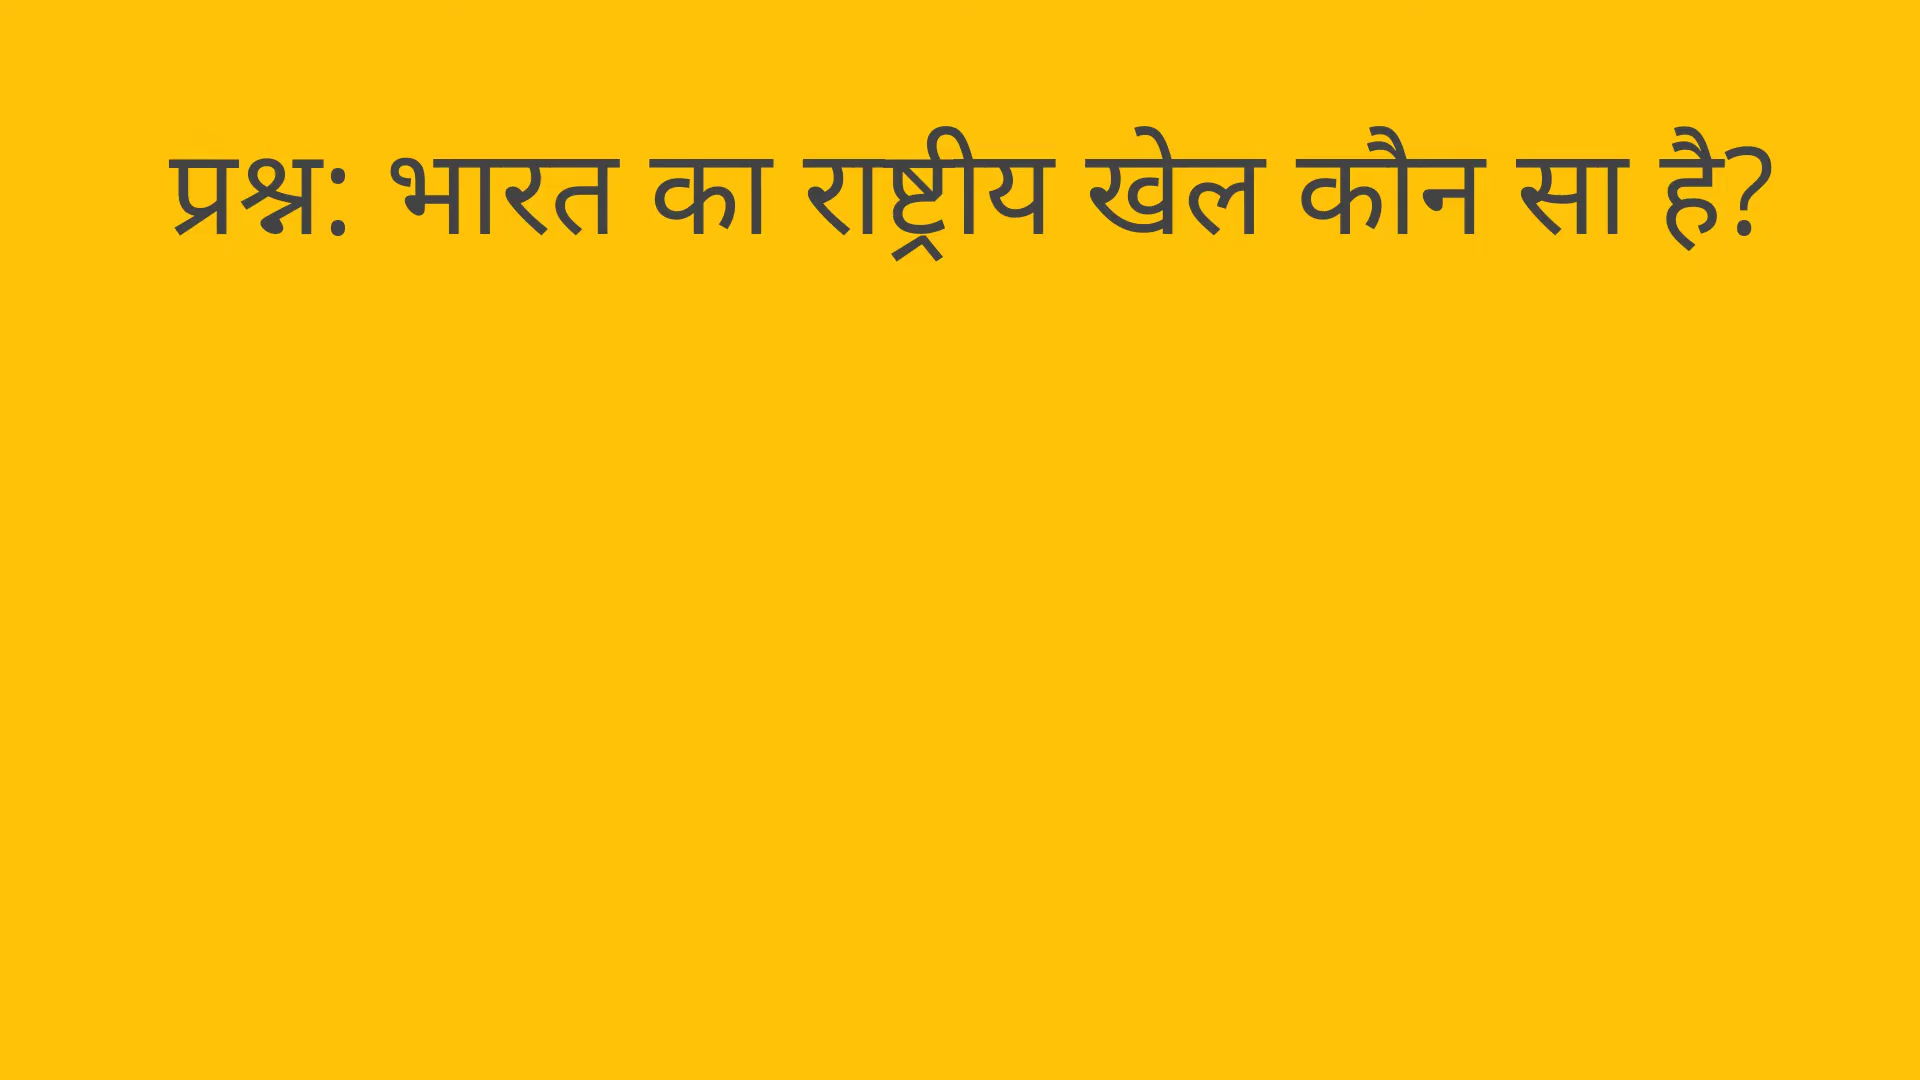 प्रश्न: भारत का राष्ट्रीय खेल कौन सा है?